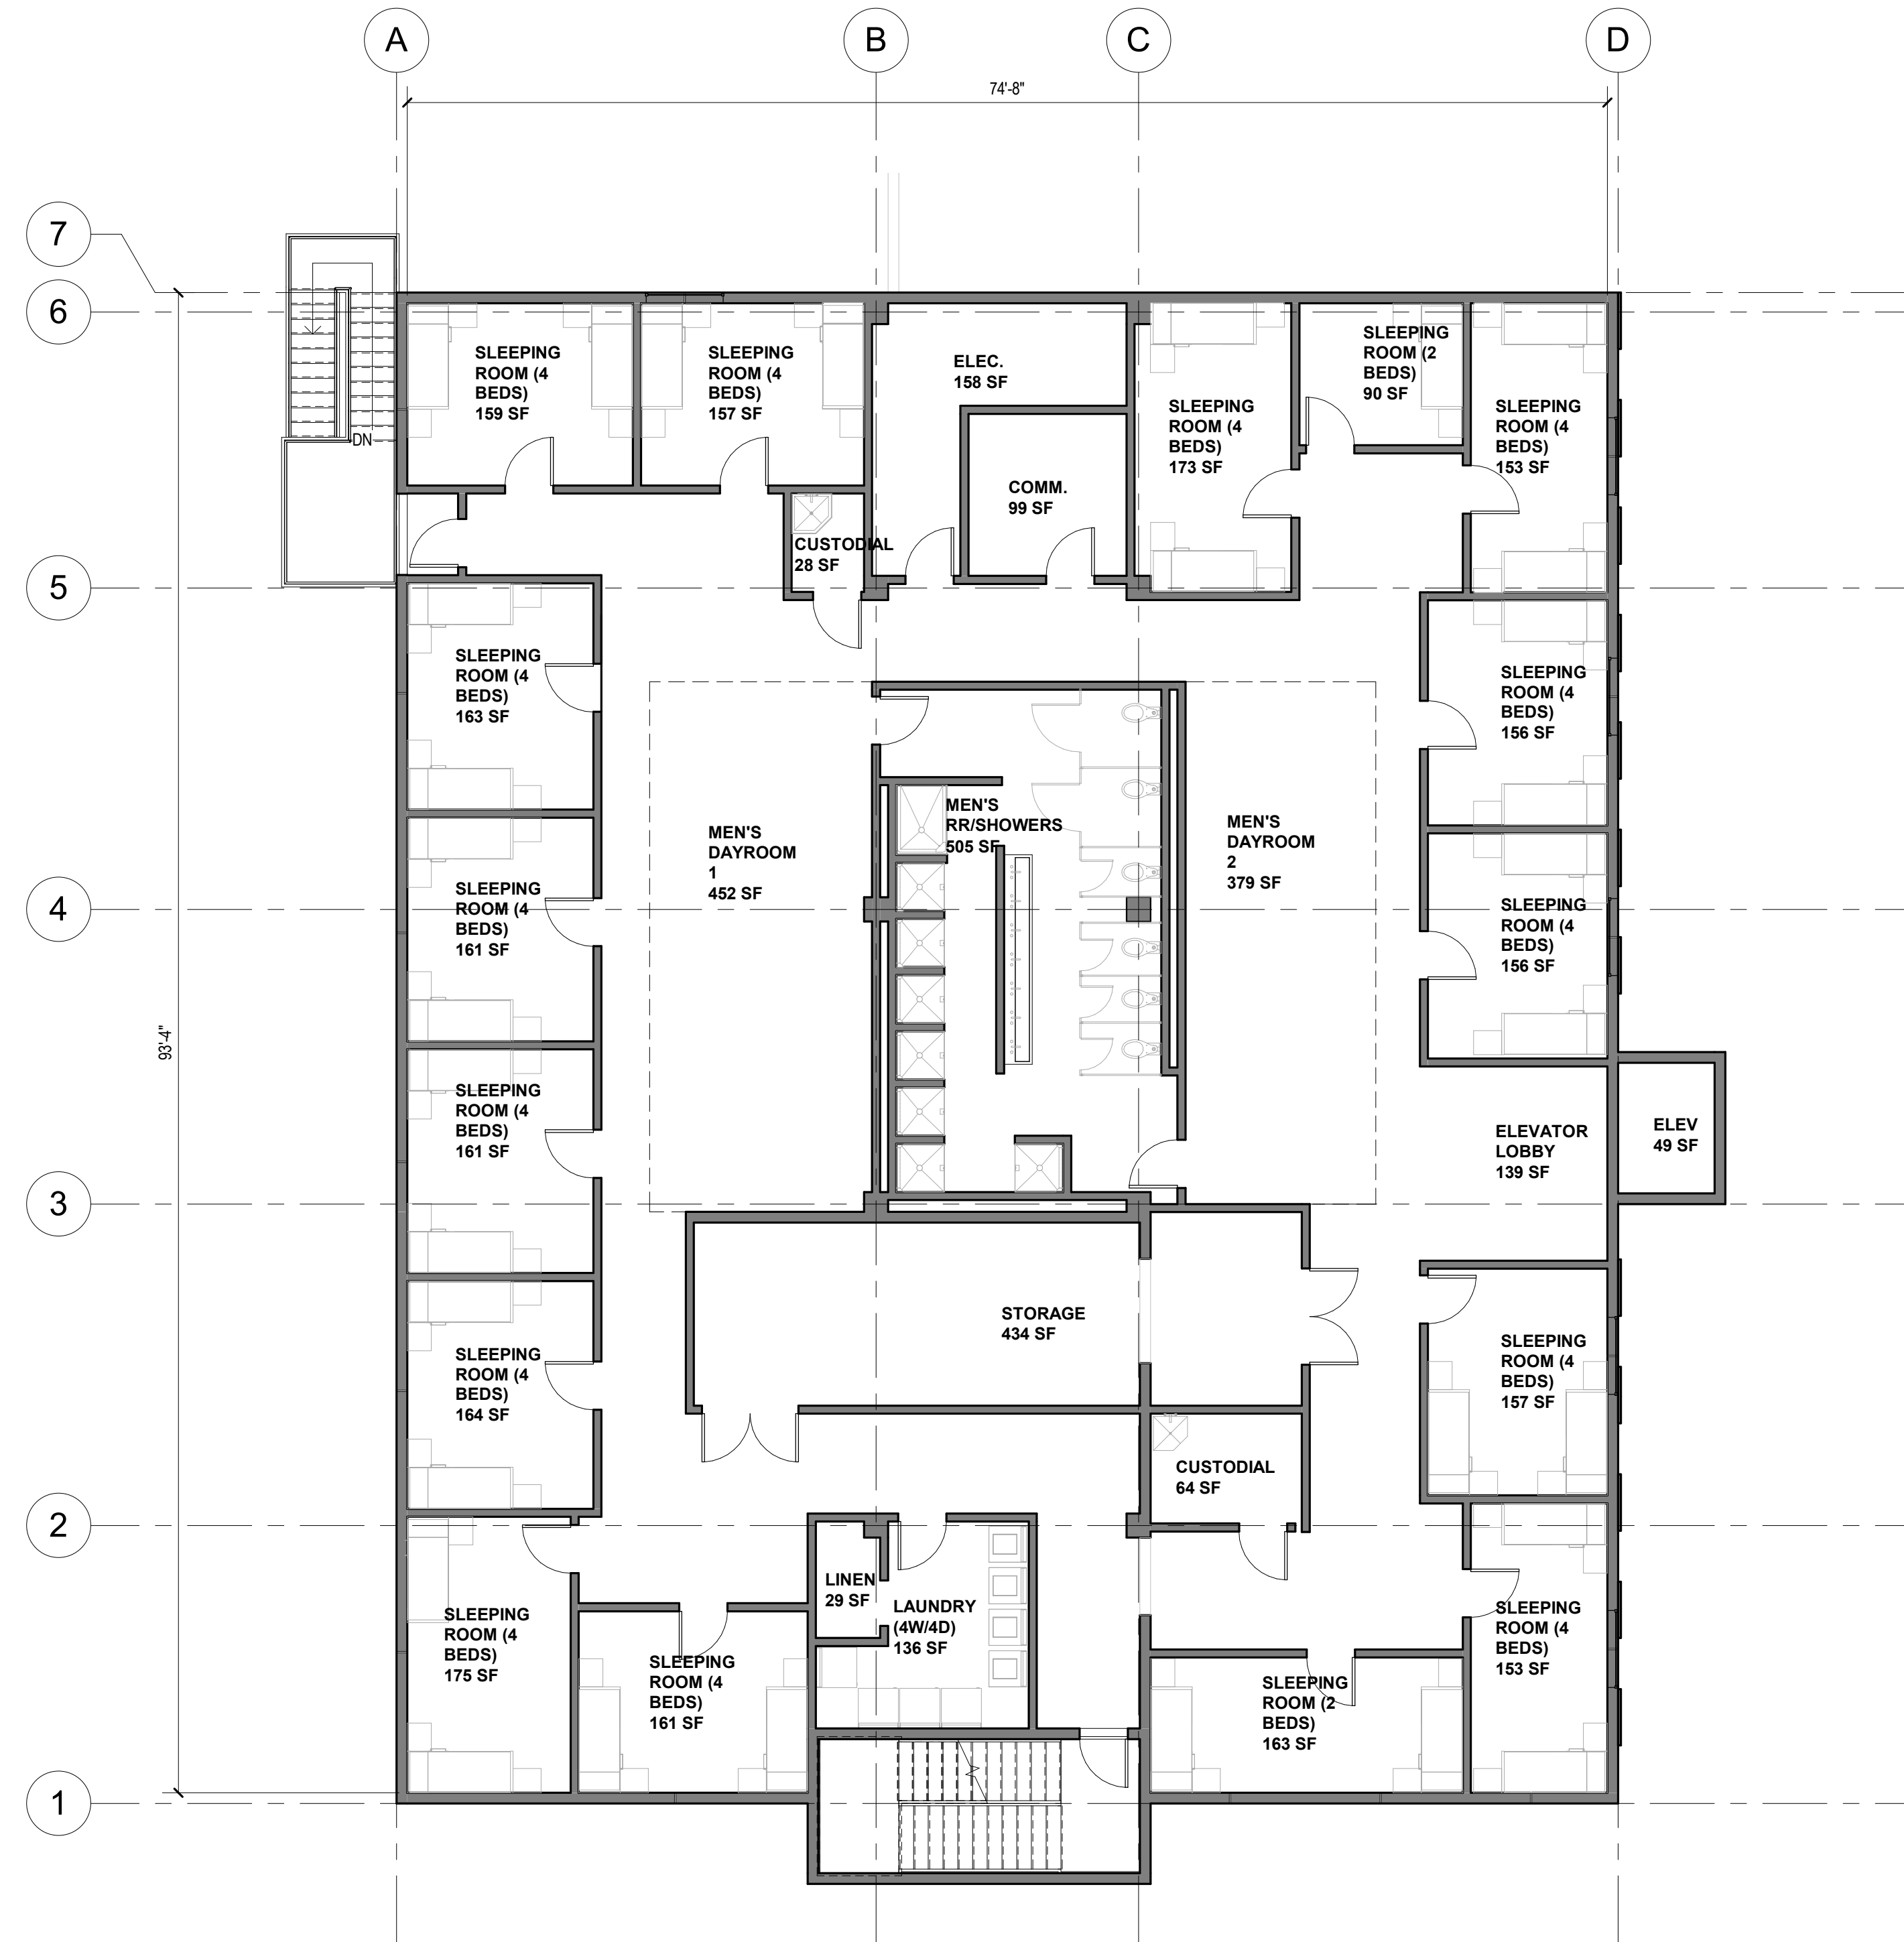 A
B
C
D
74'-8"
7
6
5
4
3
2
1
93'-4"
DN
SLEEPING
ROOM (4
BEDS)
159 SF
SLEEPING
ROOM (4
BEDS)
157 SF
ELEC.
158 SF
COMM.
99 SF
CUSTODIAL
28 SF
SLEEPING
ROOM (4
BEDS)
173 SF
SLEEPING
ROOM (2
BEDS)
90 SF
SLEEPING
ROOM (4
BEDS)
153 SF
SLEEPING
ROOM (4
BEDS)
163 SF
SLEEPING
ROOM (4
BEDS)
156 SF
MEN'S
DAYROOM
1
452 SF
MEN'S
RR/SHOWERS
505 SF
MEN'S
DAYROOM
2
379 SF
SLEEPING
ROOM (4
BEDS)
161 SF
SLEEPING
ROOM (4
BEDS)
156 SF
SLEEPING
ROOM (4
BEDS)
161 SF
ELEVATOR
LOBBY
139 SF
ELEV
49 SF
STORAGE
434 SF
SLEEPING
ROOM (4
BEDS)
164 SF
SLEEPING
ROOM (4
BEDS)
157 SF
CUSTODIAL
64 SF
LINEN
29 SF
LAUNDRY
(4W/4D)
136 SF
SLEEPING
ROOM (4
BEDS)
175 SF
SLEEPING
ROOM (4
BEDS)
161 SF
SLEEPING
ROOM (2
BEDS)
163 SF
SLEEPING
ROOM (4
BEDS)
153 SF